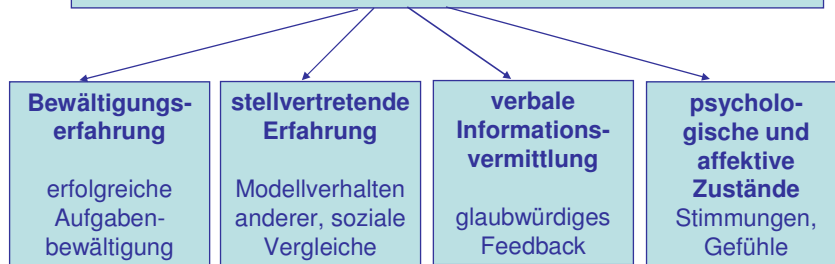 Bewältigungs-
erfahrung
erfolgreiche
Aufgaben-
bewältigung
stellvertretende
Erfahrung
Modellverhalten
anderer, soziale
Vergleiche
verbale
Informations-
vermittlung
glaubwürdiges
Feedback
psycholo-
gische und
affektive
Zustände
Stimmungen,
Gefühle